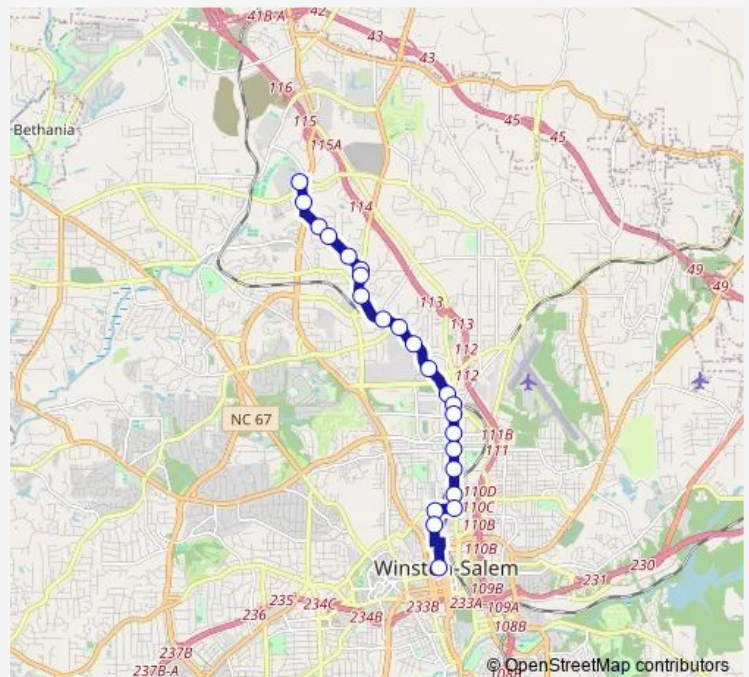 41B-A
42
43
43
116
115
Bethania
45
45
115A
114
49
49
113
113
112
112
NC 67
111B
111
110D
110C
110B
110B
Winst n-Salem
230
231
235
234C
109B
236
234B
233B
233A
109A
108B
237B
237B-A
108B
© OpenStreetMap contributors